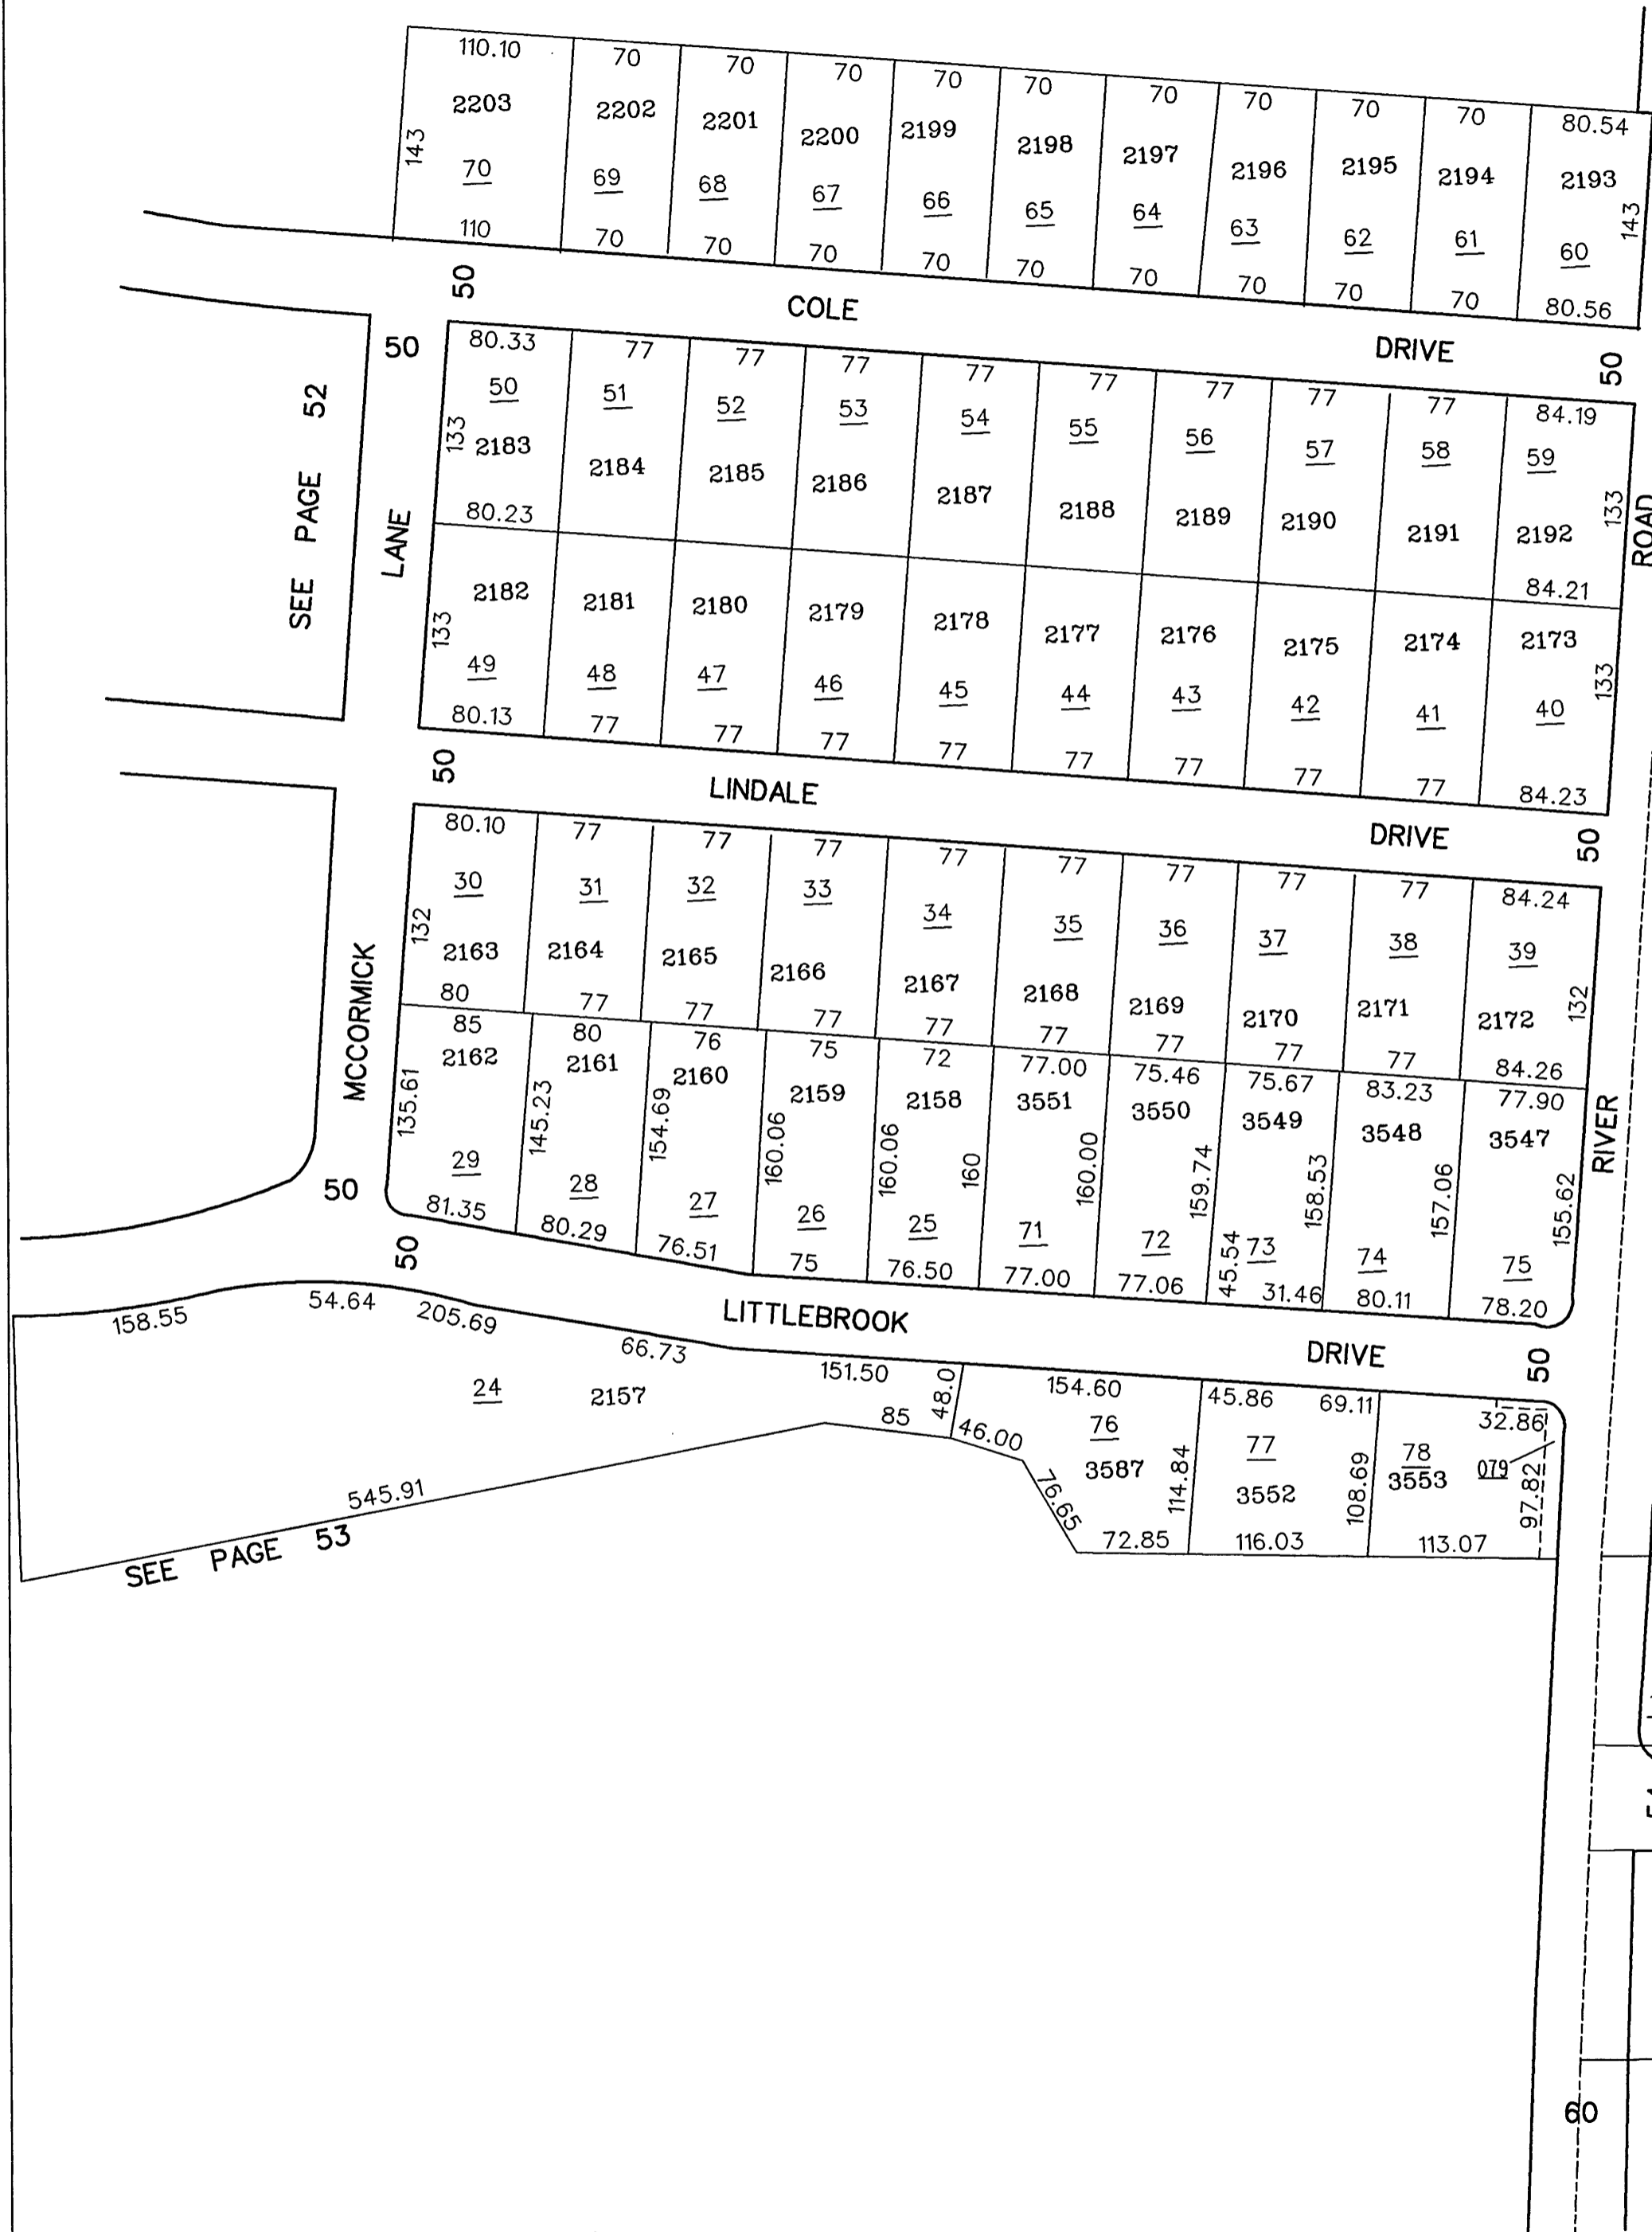 110.10 70 70 70 70 70 70 70 70 70 80.54
2203 2202 2201 2200 2199 2198 2197 2196 2195 2194 2193
143 143
70 69 68 67 66 65 64 63 62 61 60
110 70 70 70 70 70 70 70 70 70 80.56
50 COLE DRIVE 50
50
80.33 77 77 77 77 77 77 77 77 84.19
50 51 52 53 54 55 56 57 58 59
133 133
2183 2184 2185 2186 2187 2188 2189 2190 2191 2192
80.23 84.21
SEE PAGE 52
LANE
ROAD
2182 2181 2180 2179 2178 2177 2176 2175 2174 2173
133 133
49 48 47 46 45 44 43 42 41 40
80.13 77 77 77 77 77 77 77 77 84.23
50 LINDALE DRIVE 50
80.10 77 77 77 77 77 77 77 77 84.24
30 31 32 33 34 35 36 37 38 39
132 132
2163 2164 2165 2166 2167 2168 2169 2170 2171 2172
80 77 77 77 77 77 77 77 77 84.26
MCCORMICK
RIVER
85 80 76 75 72 77.00 75.46 75.67 83.23 77.90
2162 2161 2160 2159 2158 3551 3550 3549 3548 3547
135.61 145.23 154.69 160.06 160.06 160 160.00 159.74 158.53 157.06 155.62
29 28 27 26 25 71 72 73 74 75
45.54
81.35 80.29 76.51 75 76.50 77.00 77.06 31.46 80.11 78.20
50
50 LITTLEBROOK DRIVE 50
158.55 54.64 205.69 66.73 151.50 48.0 154.60 45.86 69.11 32.86
24 2157 85 46.00 76 77 78 079
3587 3552 3553
76.65 114.84 108.69 97.82
545.91 72.85 116.03 113.07
SEE PAGE 53
60